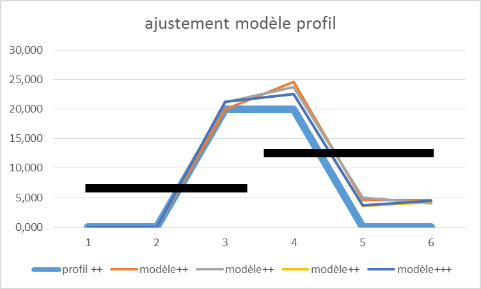 ajustement modèle profil
30,000
25,000
20,000
15,000
10,000
5,000
0,000
1 2 3 4 5 6
profil ++ modèle++ modèle++ modèle++ modèle+++